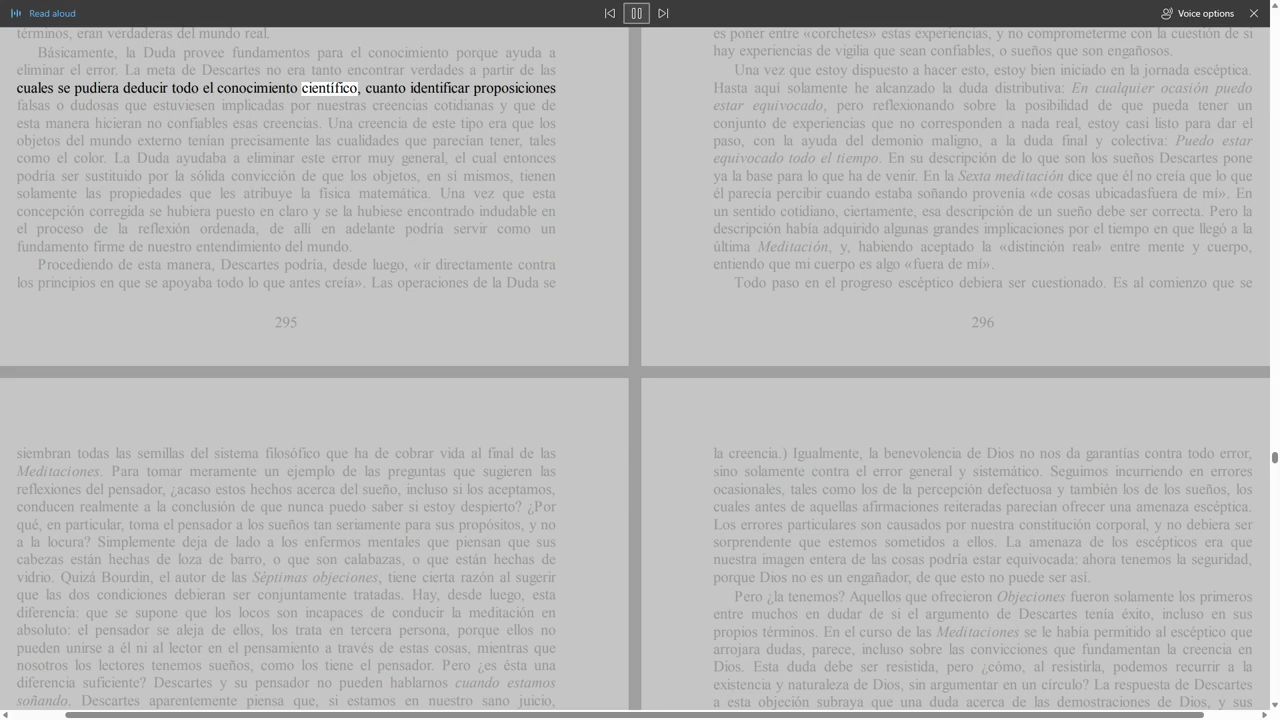 Read aloud
Voice options
términos, eran verdaderas del mundo real.
Básicamente, la Duda provee fundamentos para el conocimiento porque ayuda a
eliminar el error. La meta de Descartes no era tanto encontrar verdades a partir de las
cuales se pudiera deducir todo el conocimiento científico, cuanto identificar proposiciones
falsas o dudosas que estuviesen implicadas por nuestras creencias cotidianas y que de
esta manera hicieran no confiables esas creencias. Una creencia de este tipo era que los
objetos del mundo externo tenían precisamente las cualidades que parecían tener, tales
como el color. La Duda ayudaba a eliminar este error muy general, el cual entonces
podría ser sustituido por la sólida convicción de que los objetos, en sí mismos, tienen
solamente las propiedades que les atribuye la física matemática. Una vez que esta
concepción corregida se hubiera puesto en claro y se la hubiese encontrado indudable en
el proceso de la reflexión ordenada, de allí en adelante podría servir como un
fundamento firme de nuestro entendimiento del mundo.
Procediendo de esta manera, Descartes podría, desde luego, «ir directamente contra
los principios en que se apoyaba todo lo que antes creía». Las operaciones de la Duda se
295
es poner entre «corchetes» estas experiencias, y no comprometerme con la cuestión de si
hay experiencias de vigilia que sean confiables, o sueños que son engañosos.
Una vez que estoy dispuesto a hacer esto, estoy bien iniciado en la jornada escéptica.
Hasta aquí solamente he alcanzado la duda distributiva: En cualquier ocasión puedo
estar equivocado, pero reflexionando sobre la posibilidad de que pueda tener un
conjunto de experiencias que no corresponden a nada real, estoy casi listo para dar el
paso, con la ayuda del demonio maligno, a la duda final y colectiva: Puedo estar
equivocado todo el tiempo. En su descripción de lo que son los sueños Descartes pone
ya la base para lo que ha de venir. En la Sexta meditación dice que él no creía que lo que
él parecía percibir cuando estaba soñando provenía «de cosas ubicadasfuera de mí». En
un sentido cotidiano, ciertamente, esa descripción de un sueño debe ser correcta. Pero la
descripción había adquirido algunas grandes implicaciones por el tiempo en que llegó a la
última Meditación, y, habiendo aceptado la «distinción real» entre mente y cuerpo,
entiendo que mi cuerpo es algo «fuera de mí».
Todo paso en el progreso escéptico debiera ser cuestionado. Es al comienzo que se
296
siembran todas las semillas del sistema filosófico que ha de cobrar vida al final de las
Meditaciones. Para tomar meramente un ejemplo de las preguntas que sugieren las
reflexiones del pensador, ¿acaso estos hechos acerca del sueño, incluso si los aceptamos,
conducen realmente a la conclusión de que nunca puedo saber si estoy despierto? ¿Por
qué, en particular, toma el pensador a los sueños tan seriamente para sus propósitos, y no
a la locura? Simplemente deja de lado a los enfermos mentales que piensan que sus
cabezas están hechas de loza de barro, o que son calabazas, o que están hechas de
vidrio. Quizá Bourdin, el autor de las Séptimas objeciones, tiene cierta razón al sugerir
que las dos condiciones debieran ser conjuntamente tratadas. Hay, desde luego, esta
diferencia: que se supone que los locos son incapaces de conducir la meditación en
absoluto: el pensador se aleja de ellos, los trata en tercera persona, porque ellos no
pueden unirse a él ni al lector en el pensamiento a través de estas cosas, mientras que
nosotros los lectores tenemos sueños, como los tiene el pensador. Pero ¿es ésta una
diferencia suficiente? Descartes y su pensador no pueden hablarnos cuando estamos
soñando. Descartes aparentemente piensa que, si estamos en nuestro sano juicio,
la creencia.) Igualmente, la benevolencia de Dios no nos da garantías contra todo error,
sino solamente contra el error general y sistemático. Seguimos incurriendo en errores
ocasionales, tales como los de la percepción defectuosa y también los de los sueños, los
cuales antes de aquellas afirmaciones reiteradas parecían ofrecer una amenaza escéptica.
Los errores particulares son causados por nuestra constitución corporal, y no debiera ser
sorprendente que estemos sometidos a ellos. La amenaza de los escépticos era que
nuestra imagen entera de las cosas podría estar equivocada: ahora tenemos la seguridad,
porque Dios no es un engañador, de que esto no puede ser así.
Pero ¿la tenemos? Aquellos que ofrecieron Objeciones fueron solamente los primeros
entre muchos en dudar de si el argumento de Descartes tenía éxito, incluso en sus
propios términos. En el curso de las Meditaciones se le había permitido al escéptico que
arrojara dudas, parece, incluso sobre las convicciones que fundamentan la creencia en
Dios. Esta duda debe ser resistida, pero ¿cómo, al resistirla, podemos recurrir a la
existencia y naturaleza de Dios, sin argumentar en un círculo? La respuesta de Descartes
a esta objeción subraya que una duda acerca de las demostraciones de Dios, y sus